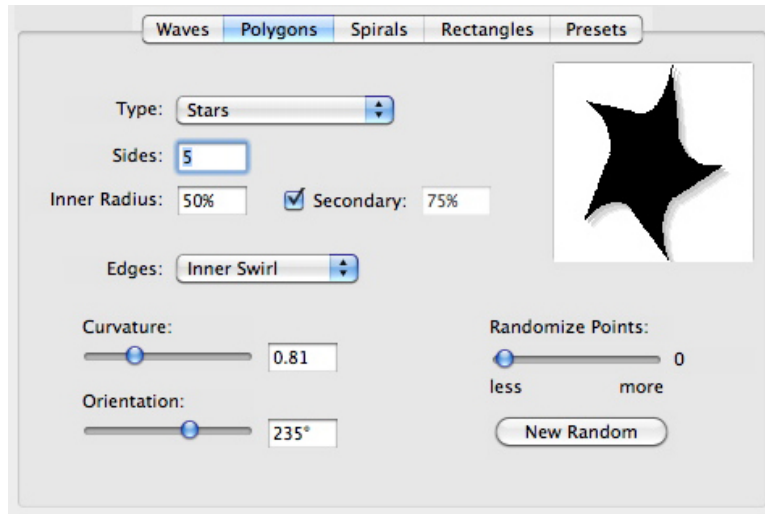 Waves Polygons Spirals Rectangles Presets
Type: Stars
Sides: 5
Inner Radius: 50% Secondary: 75%
Edges: Inner Swirl
Curvature:
0.81
Orientation:
235°
Randomize Points:
0
less more
New Random